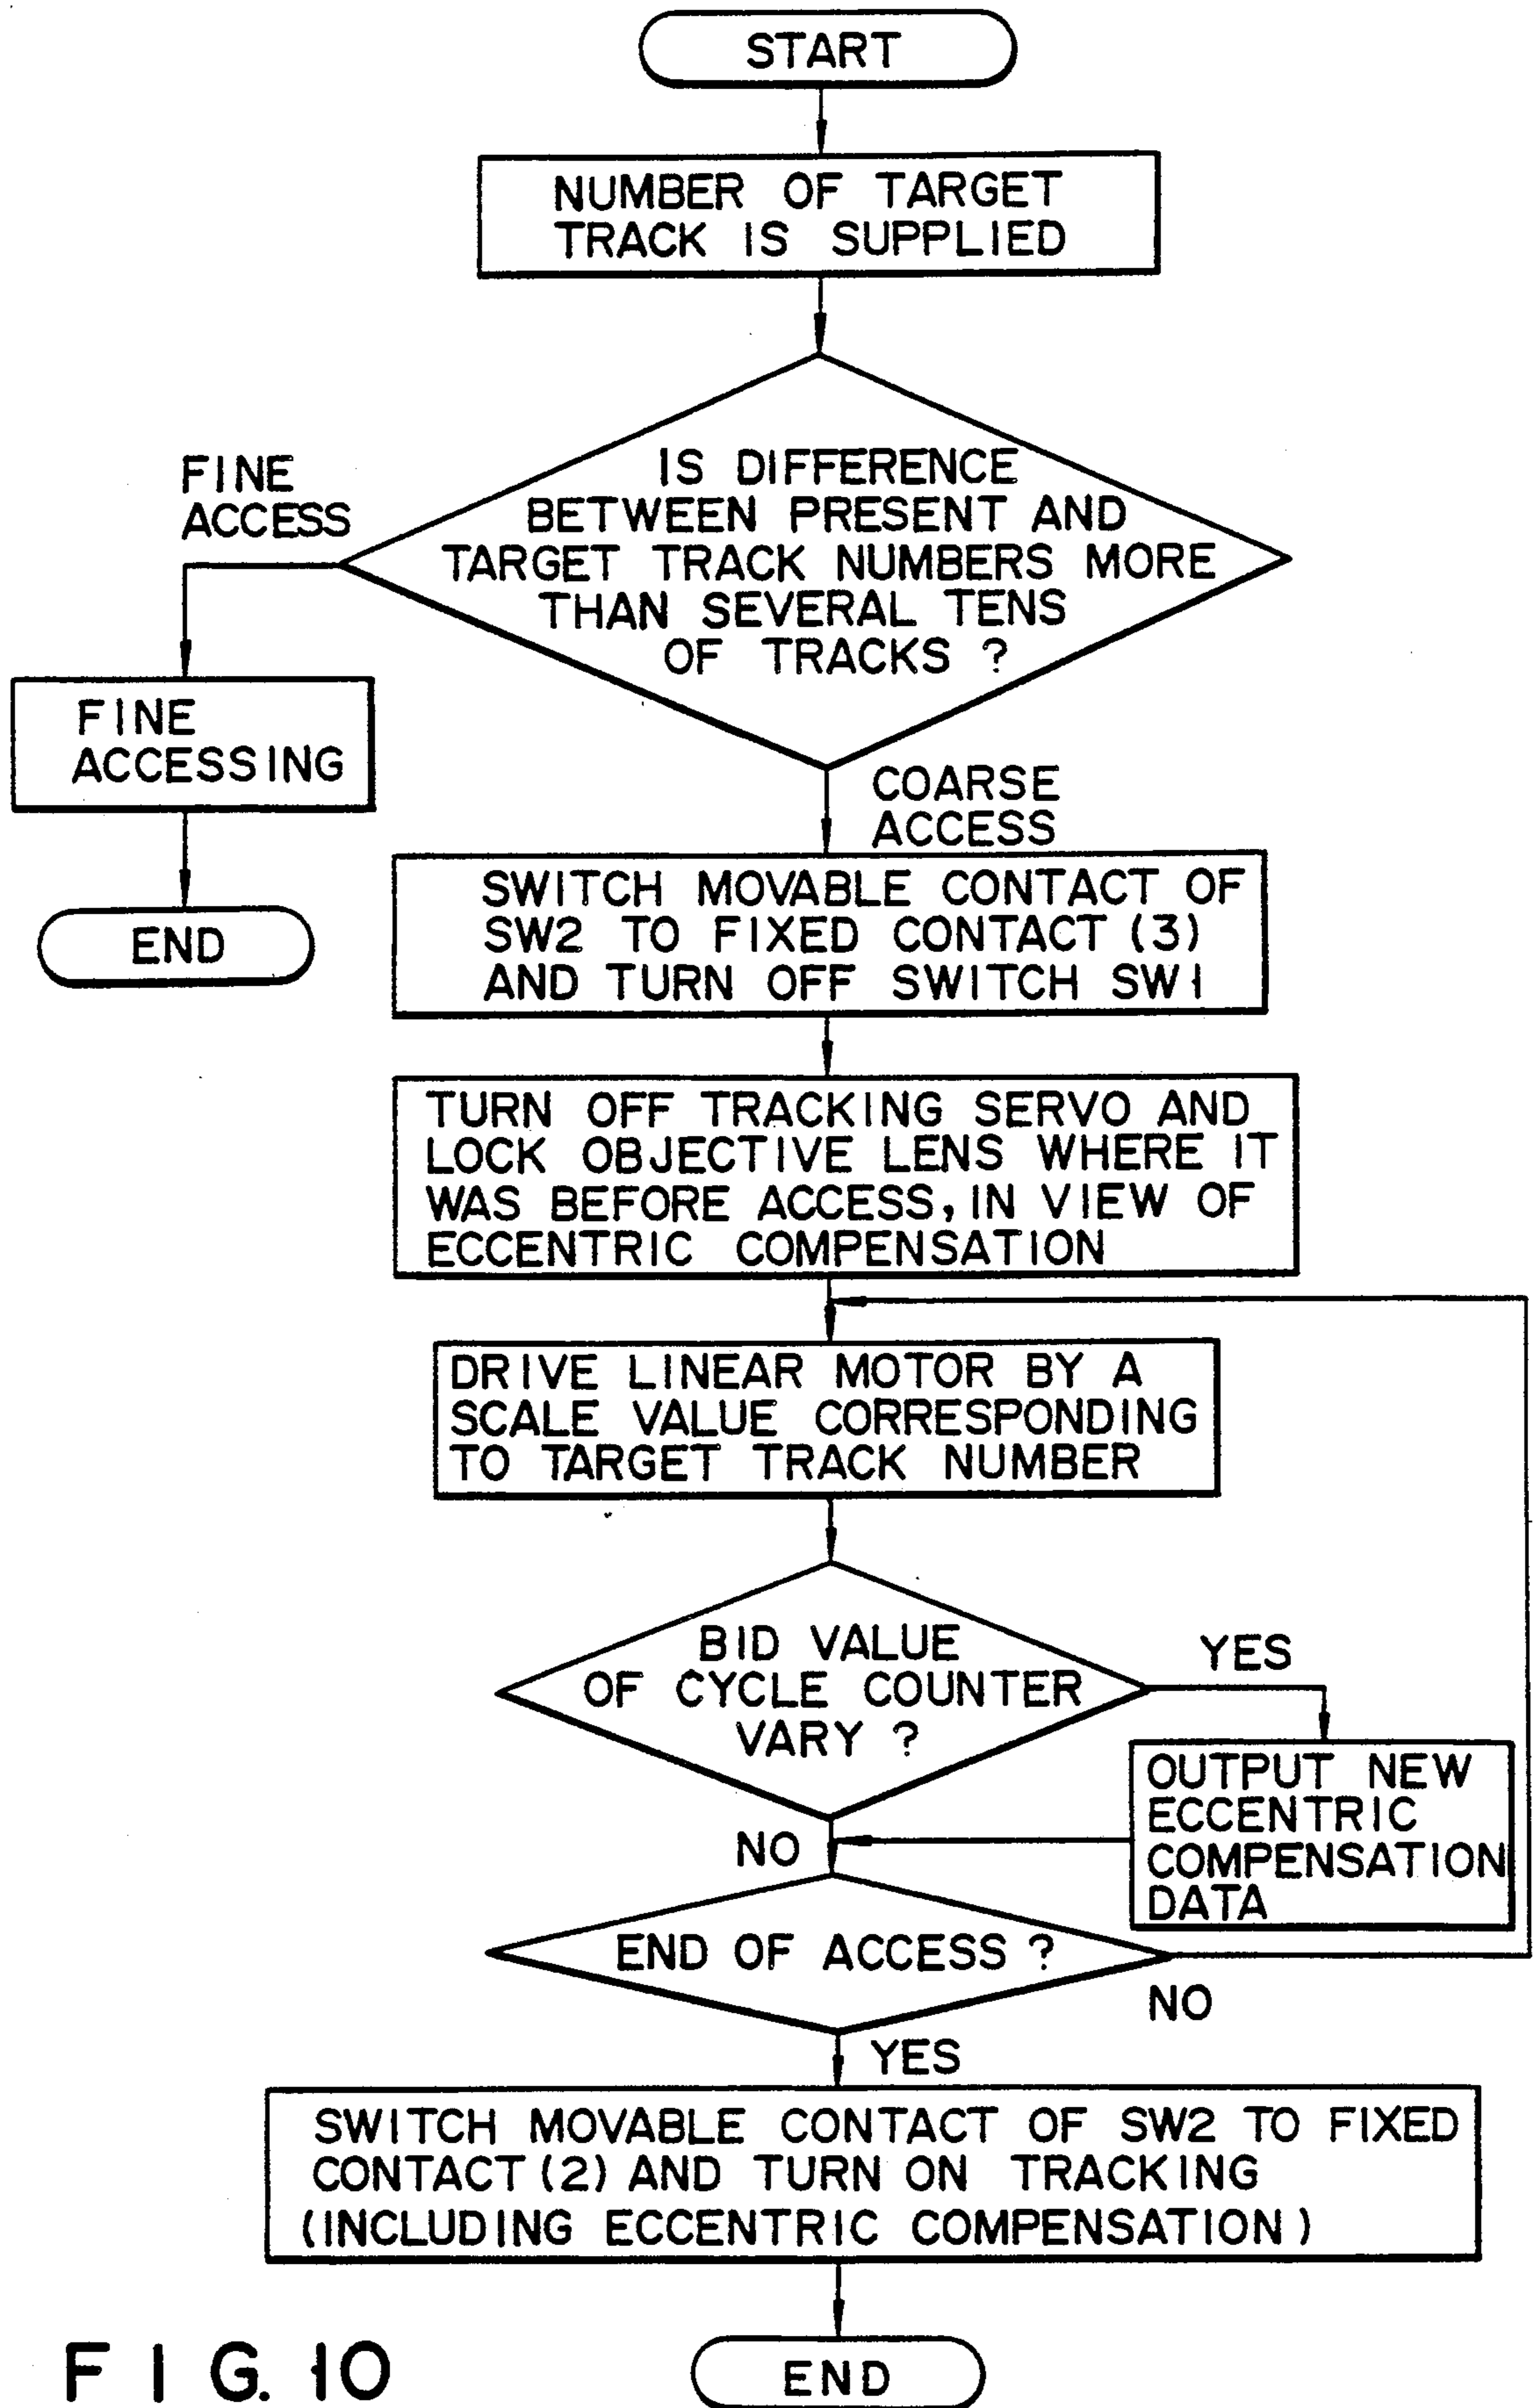 START
NUMBER OF TARGET
TRACK IS SUPPLIED
IS DIFFERENCE
BETWEEN PRESENT AND
TARGET TRACK NUMBERS MORE
THAN SEVERAL TENS
OF TRACKS ?
FINE
ACCESS
FINE
ACCESSING
END
COARSE
ACCESS
SWITCH MOVABLE CONTACT OF
SW2 TO FIXED CONTACT (3)
AND TURN OFF SWITCH SW1
TURN OFF TRACKING SERVO AND
LOCK OBJECTIVE LENS WHERE IT
WAS BEFORE ACCESS, IN VIEW OF
ECCENTRIC COMPENSATION
DRIVE LINEAR MOTOR BY A
SCALE VALUE CORRESPONDING
TO TARGET TRACK NUMBER
BID VALUE
OF CYCLE COUNTER
VARY ?
YES
OUTPUT NEW
ECCENTRIC
COMPENSATION
DATA
NO
END OF ACCESS ?
NO
YES
SWITCH MOVABLE CONTACT OF SW2 TO FIXED
CONTACT (2) AND TURN ON TRACKING
(INCLUDING ECCENTRIC COMPENSATION)
END
FIG. 10